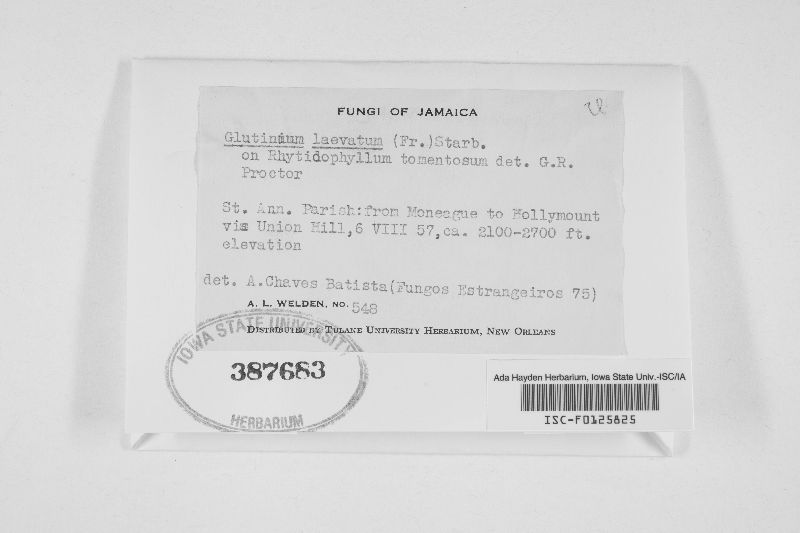 FUNGI OF JAMAICA
Glutinium laevatum (Fr.)Starb.
on Rhytidophyllum tomentosum det. G.R.
Proctor
St. Ann. Parish:from Moneague to Hollymount
via Union Hill,6 VIII 57,ca. 2100-2700 ft.
elevation
det. A.Chaves Batista(Fungos Estrangeiros 75)
A. L. WELDEN, NO. 548
DISTRIBUTED BY TULANE UNIVERSITY HERBARIUM, NEW ORLEANS
IOWA STATE UNIVERSITY
387683
HERBARIUM
Ada Hayden Herbarium, Iowa State Univ.-ISC/IA
ISC-F0125825